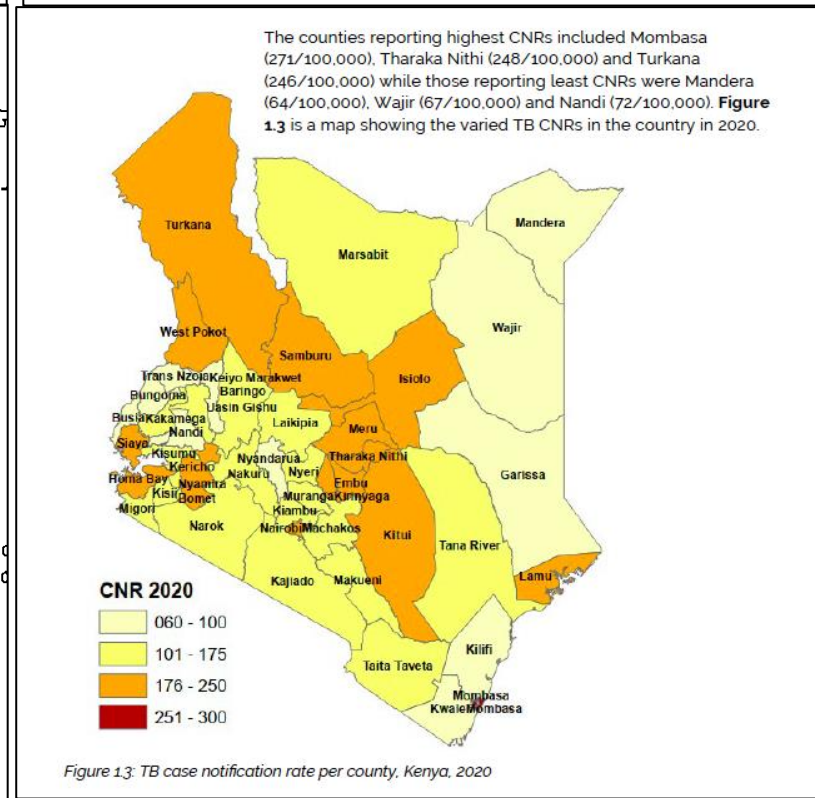 The counties reporting highest CNRs included Mombasa
(271/100,000), Tharaka Nithi (248/100,000) and Turkana
(246/100,000) while those reporting least CNRs were Mandera
(64/100,000), Wajir (67/100,000) and Nandi (72/100,000). Figure
1.3 is a map showing the varied TB CNRs in the country in 2020.
Mandera
Turkana
Marsabit
Wajir
West Pokot
Samburu
Isiolo
Trans Nzoia
Keiyo Marakwet
Baringo
Bungoma
Uasin Gishu
Busia
Kakamega
Laikipia
Meru
Nandi
Siaya
Kisumu
Nyandarua
Tharaka Nithi
Kericho
Nakuru
Nyeri
Garissa
Homa Bay
Nyamira
Embu
Kisii
Bomet
Muranga
Kirinyaga
Migori
Kiambu
Narok
Nairobi
Machakos
Kitui
Tana River
Kajiado
Makueni
Lamu
CNR 2020
060 - 100
101 - 175
176 - 250
251 - 300
Kilifi
Taita Taveta
Mombasa
Kwale
Mombasa
Figure 1.3: TB case notification rate per county, Kenya, 2020